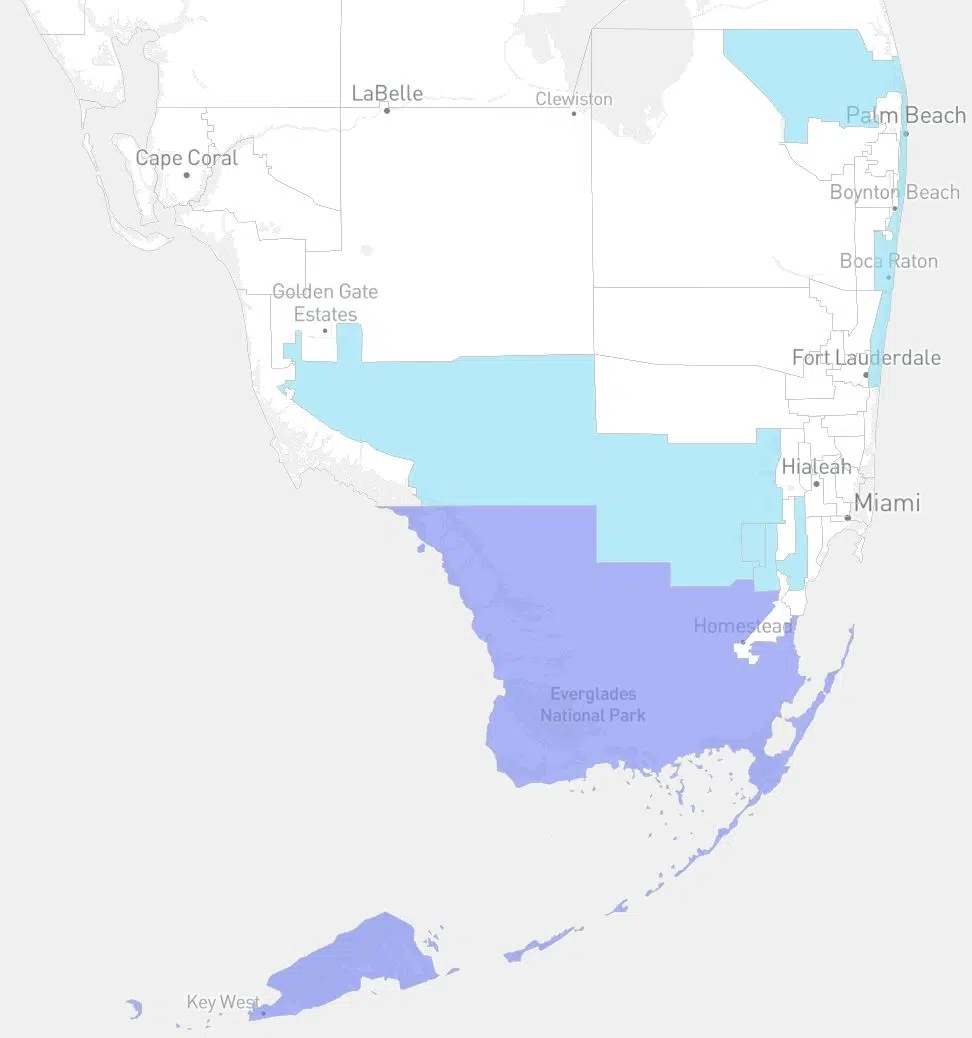 LaBelle
Clewiston
Palm Beach
Cape Coral
Boynton Beach
Boca Raton
Golden Gate
Estates
Fort Lauderdale
Hialeah
Miami
Homestead
Everglades
National Park
Key West